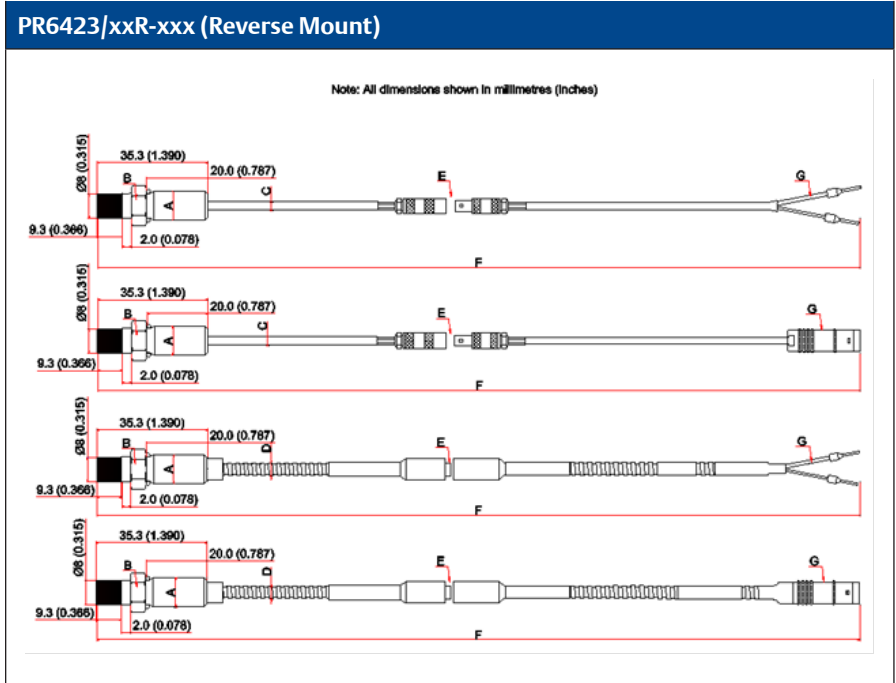 PR6423/xxR-xxx (Reverse Mount)
Note: All dimensions shown in millimetres (inches)
35.3 (1.390)
20.0 (0.787)
Ø8 (0.315)
B
A
C
E
G
9.3 (0.366)
2.0 (0.078)
F
35.3 (1.390)
20.0 (0.787)
Ø8 (0.315)
B
A
C
E
G
9.3 (0.366)
2.0 (0.078)
F
35.3 (1.390)
20.0 (0.787)
Ø8 (0.315)
B
A
D
E
G
9.3 (0.366)
2.0 (0.078)
F
35.3 (1.390)
20.0 (0.787)
Ø8 (0.315)
B
A
D
E
G
9.3 (0.366)
2.0 (0.078)
F